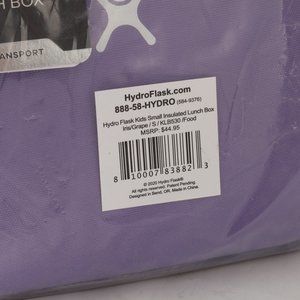 H BOX
ANSPORT
HydroFlask.com
888-58-HYDRO (584-9376)
Hydro Flask Kids Small Insulated Lunch Box
Iris/Grape / S / KLB530 /Food
MSRP: $44.95
8 10007 83883 3
© 2020 Hydro Flask®
All rights reserved. Patent Pending.
Designed in Bend, OR, Made in China.